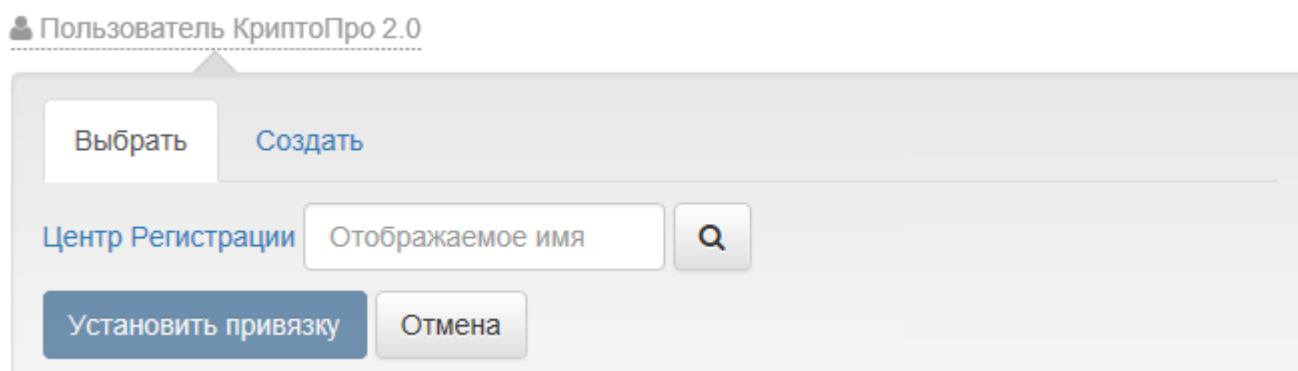 Пользователь КриптоПро 2.0
Выбрать Создать
Центр Регистрации Отображаемое имя
Установить привязку Отмена